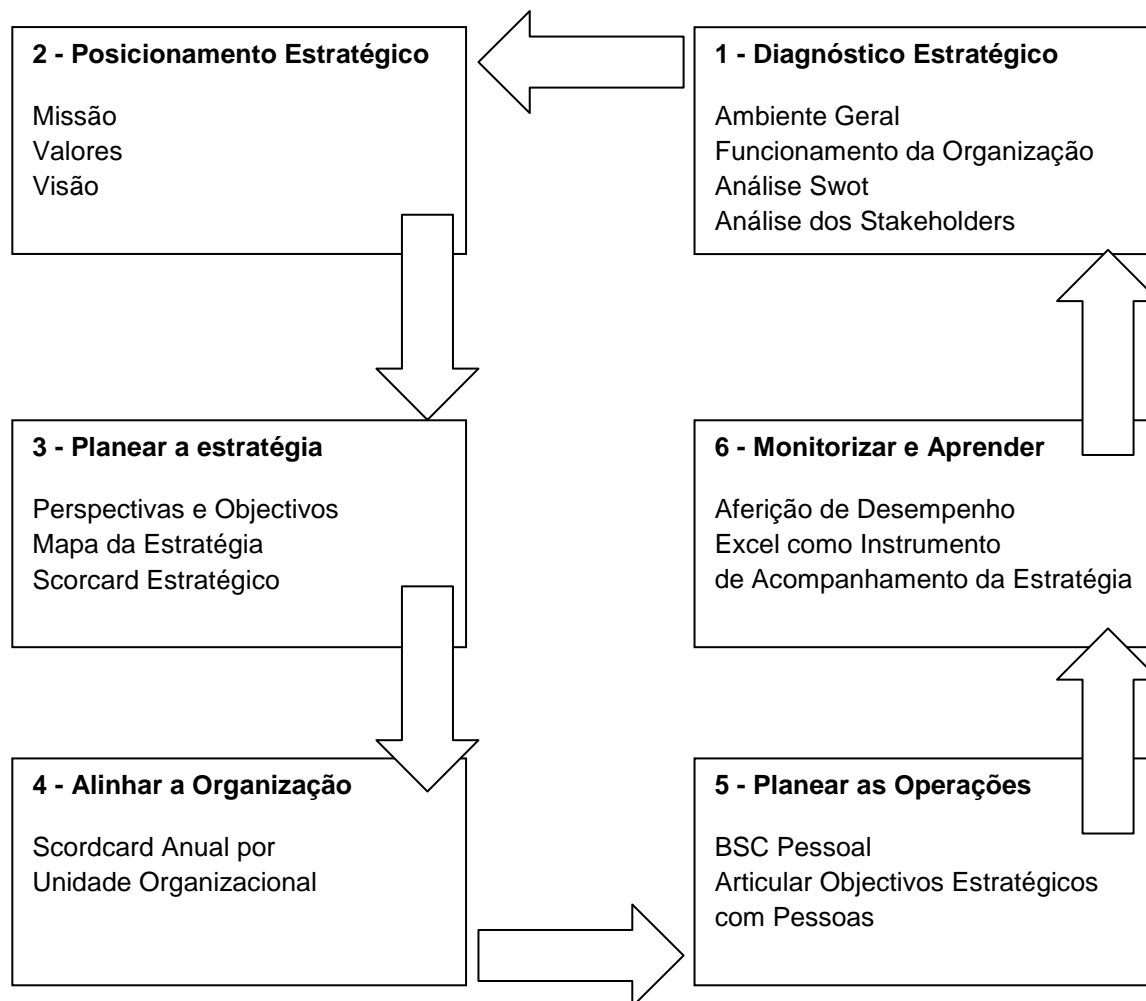 2 - Posicionamento Estratégico
Missão
Valores
Visão
1 - Diagnóstico Estratégico
Ambiente Geral
Funcionamento da Organização
Análise Swot
Análise dos Stakeholders
3 - Planear a estratégia
Perspectivas e Objectivos
Mapa da Estratégia
Scorcard Estratégico
6 - Monitorizar e Aprender
Aferição de Desempenho
Excel como Instrumento
de Acompanhamento da Estratégia
4 - Alinhar a Organização
Scordcard Anual por
Unidade Organizacional
5 - Planear as Operações
BSC Pessoal
Articular Objectivos Estratégicos
com Pessoas